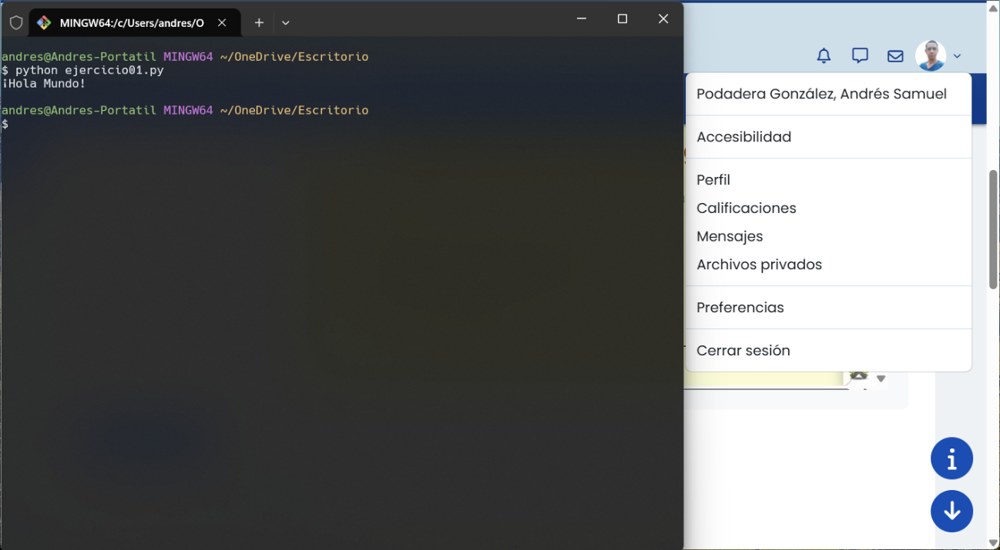 MINGW64:/c/Users/andres/O
andres@Andres-Portatil MINGW64 ~/OneDrive/Escritorio
$ python ejercicio01.py
¡Hola Mundo!
andres@Andres-Portatil MINGW64 ~/OneDrive/Escritorio
$
Podadera González, Andrés Samuel
Accesibilidad
Perfil
Calificaciones
Mensajes
Archivos privados
Preferencias
Cerrar sesión